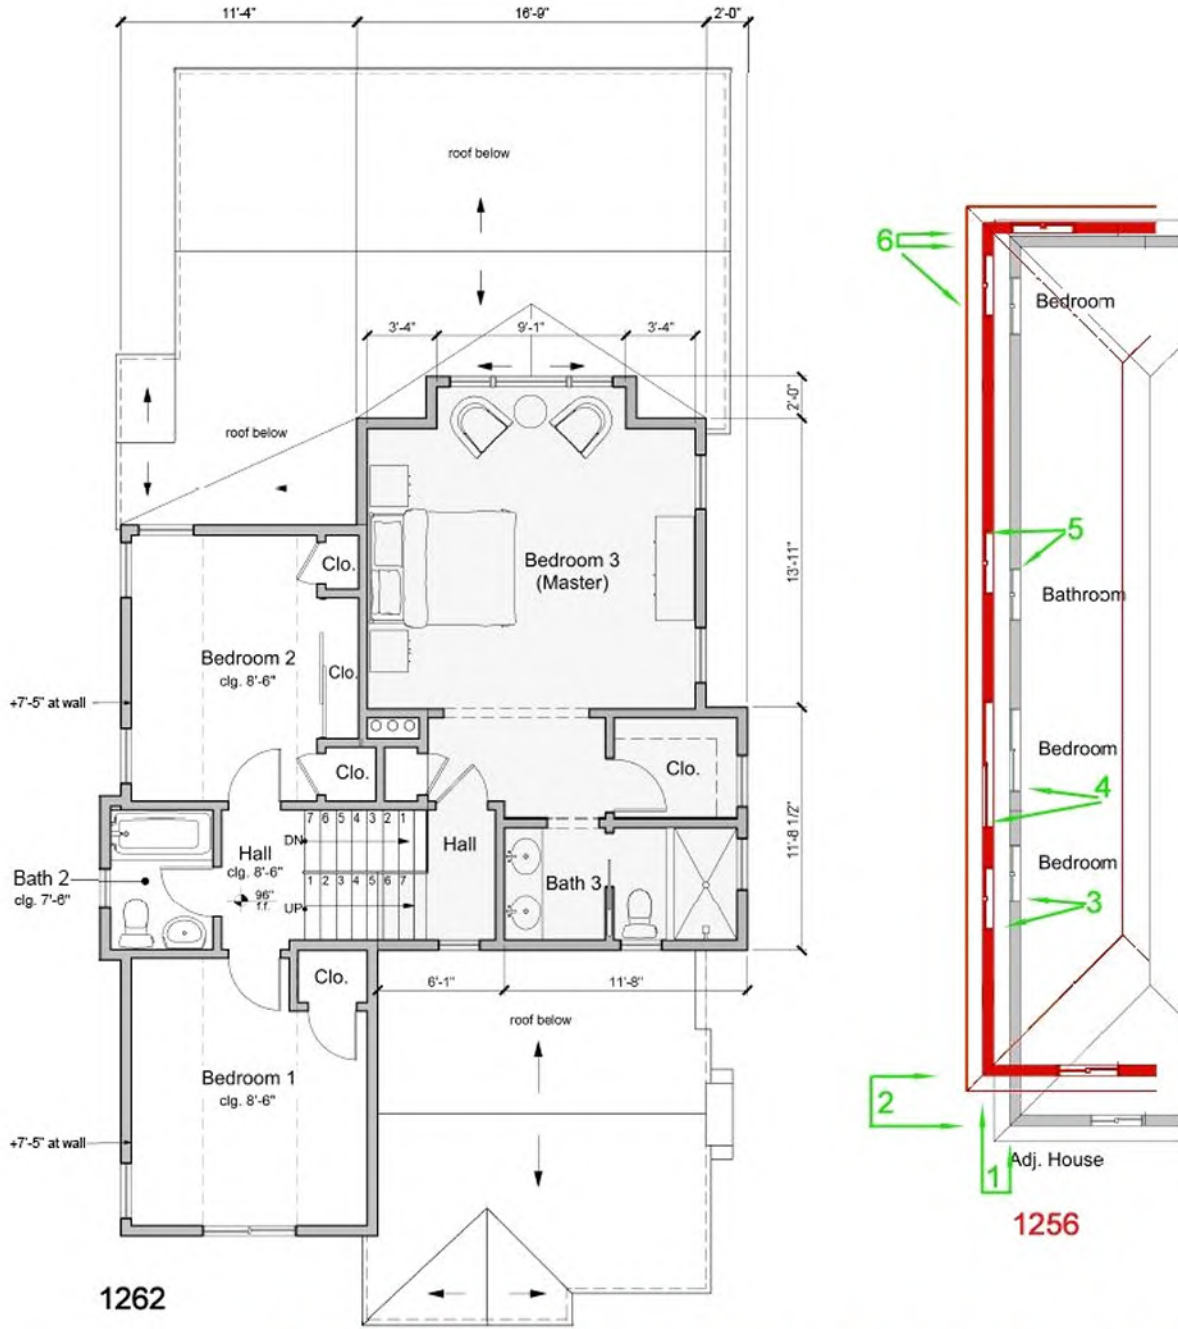 11'-4"
16'-9"
2'-0"
roof below
6
Bedroom
3'-4"
9'-1"
3'-4"
2'-0"
roof below
5
Clo.
Bedroom 3
(Master)
13'-11"
Bathroom
Bedroom 2
clg. 8'-6"
Clo.
+7'-5" at wall
Clo.
Clo.
Bedroom
4
7 6 5 4 3 2 1
DN
Hall
clg. 8'-6"
Hall
11'-8 1/2"
Bath 2
clg. 7'-6"
1 2 3 4 5 6 7
96"
f.f.
UP
Bath 3
Bedroom
3
Clo.
6'-1"
11'-8"
roof below
Bedroom 1
clg. 8'-6"
2
+7'-5" at wall
Adj. House
1
1256
1262